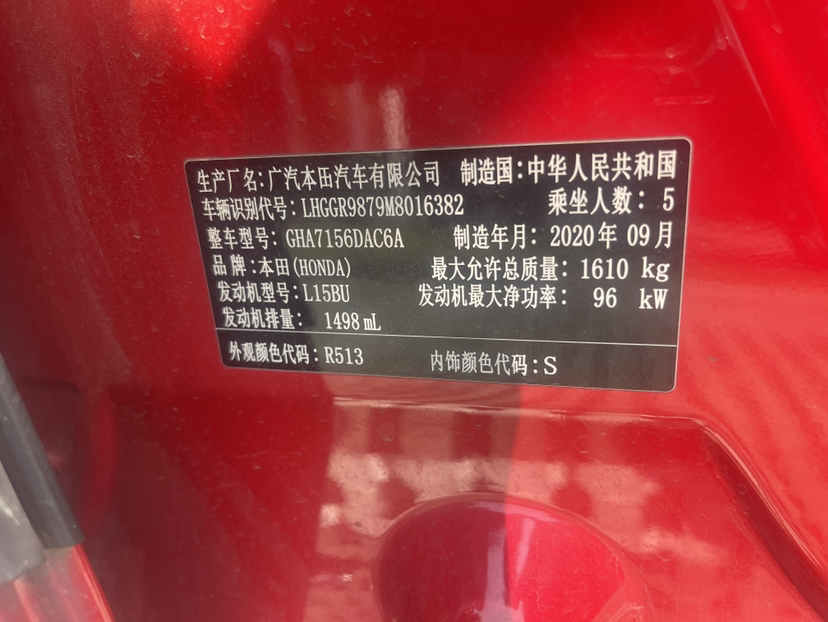 生产厂名:广汽本田汽车有限公司 制造国:中华人民共和国
车辆识别代号:LHGGR9879M8016382 乘坐人数: 5
整车型号:GHA7156DAC6A 制造年月: 2020年 09月
品牌:本田(HONDA) 最大允许总质量: 1610 kg
发动机型号:L15BU 发动机最大净功率: 96 kW
发动机排量: 1498 mL
外观颜色代码:R513 内饰颜色代码:S